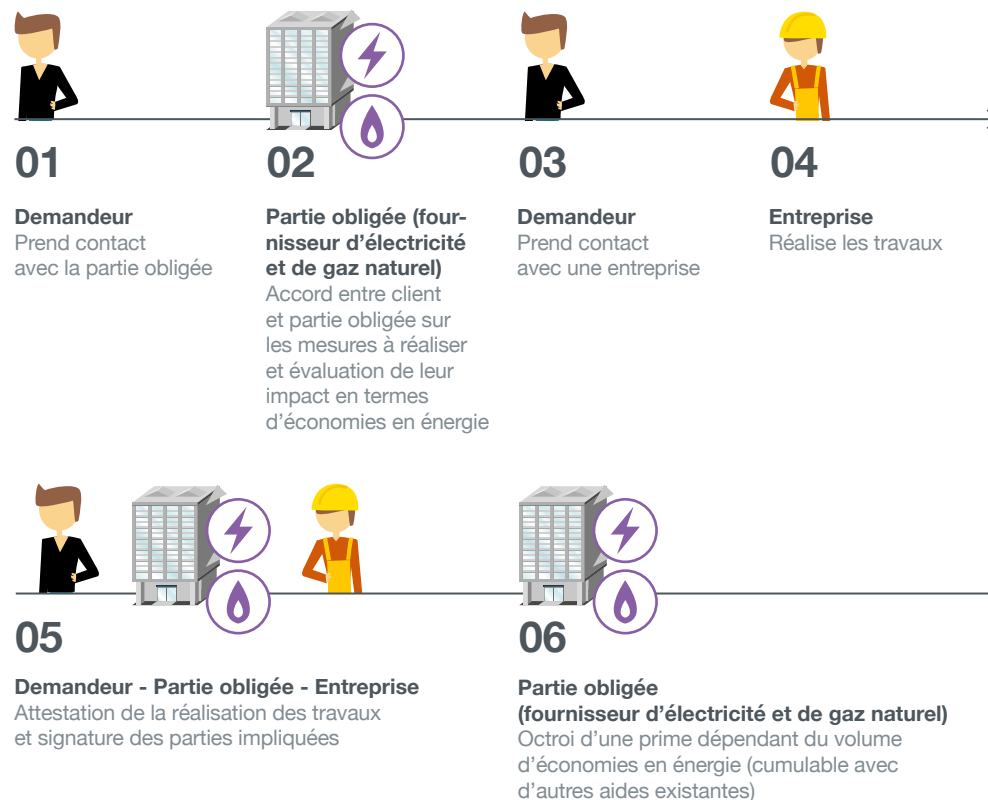 01
Demandeur
Prend contact
avec la partie obligée
02
Partie obligée (four-
nisseur d'électricité
et de gaz naturel)
Accord entre client
et partie obligée sur
les mesures à réaliser
et évaluation de leur
impact en termes
d'économies en énergie
03
Demandeur
Prend contact
avec une entreprise
04
Entreprise
Réalise les travaux
05
Demandeur - Partie obligée - Entreprise
Attestation de la réalisation des travaux
et signature des parties impliquées
06
Partie obligée
(fournisseur d'électricité et de gaz naturel)
Octroi d'une prime dépendant du volume
d'économies en énergie (cumulable avec
d'autres aides existantes)